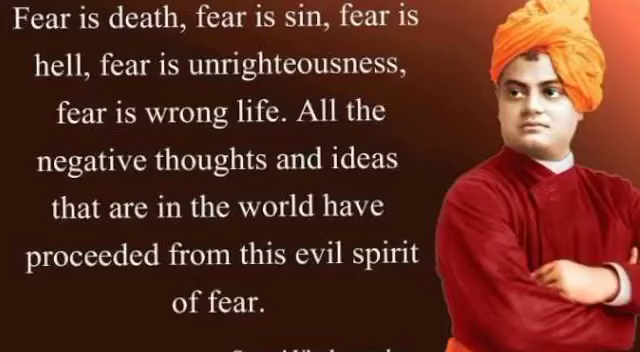 Fear is death, fear is sin, fear is
hell, fear is unrighteousness,
fear is wrong life. All the
negative thoughts and ideas
that are in the world have
proceeded from this evil spirit
of fear.